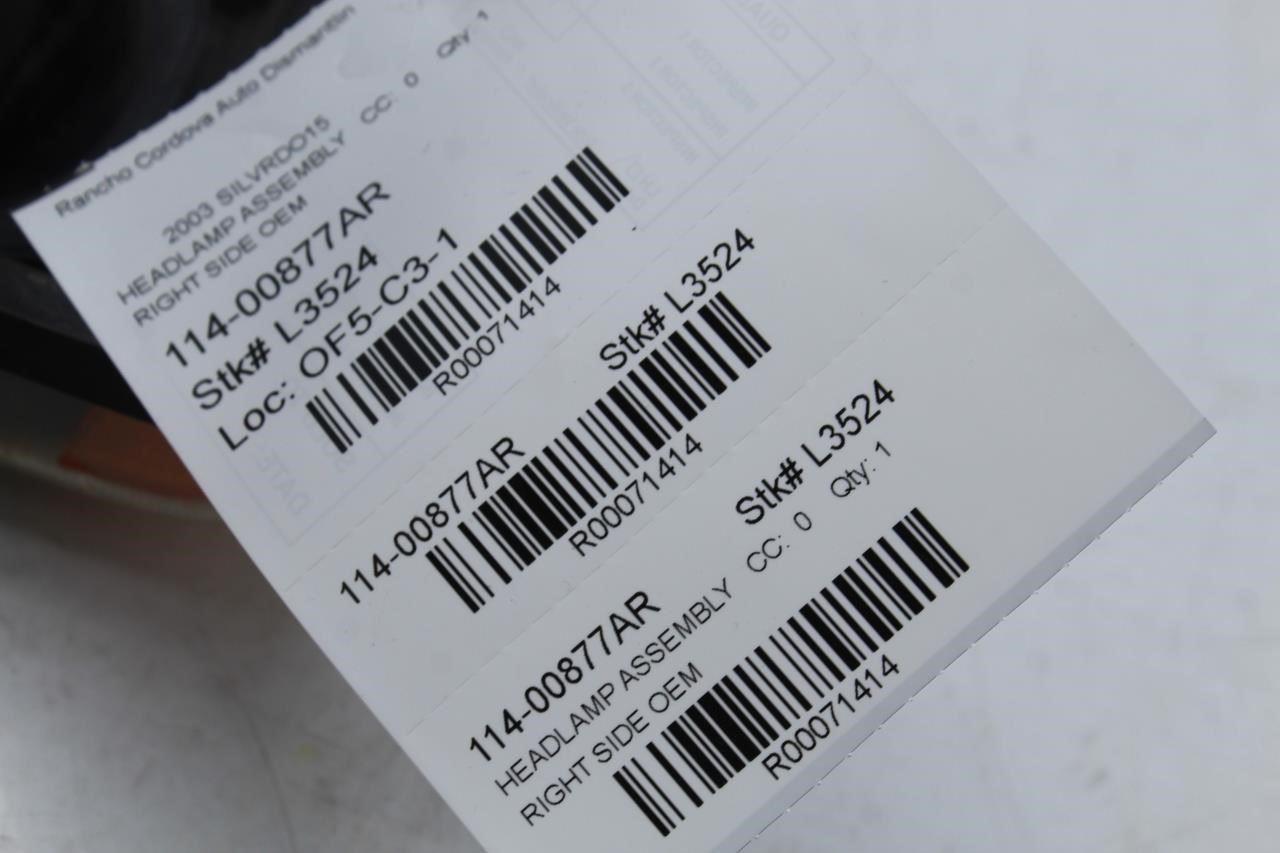 Rancho Cordova Auto Dismantlin
2003 SILVRDO15
HEADLAMP ASSEMBLY CC: 0 Qty: 1
RIGHT SIDE OEM
114-00877AR
Stk# L3524
Loc: OF5-C3-1
R00071414
114-00877AR Stk# L3524
R00071414
114-00877AR Stk# L3524
HEADLAMP ASSEMBLY CC: 0 Qty: 1
RIGHT SIDE OEM
R00071414
DATE